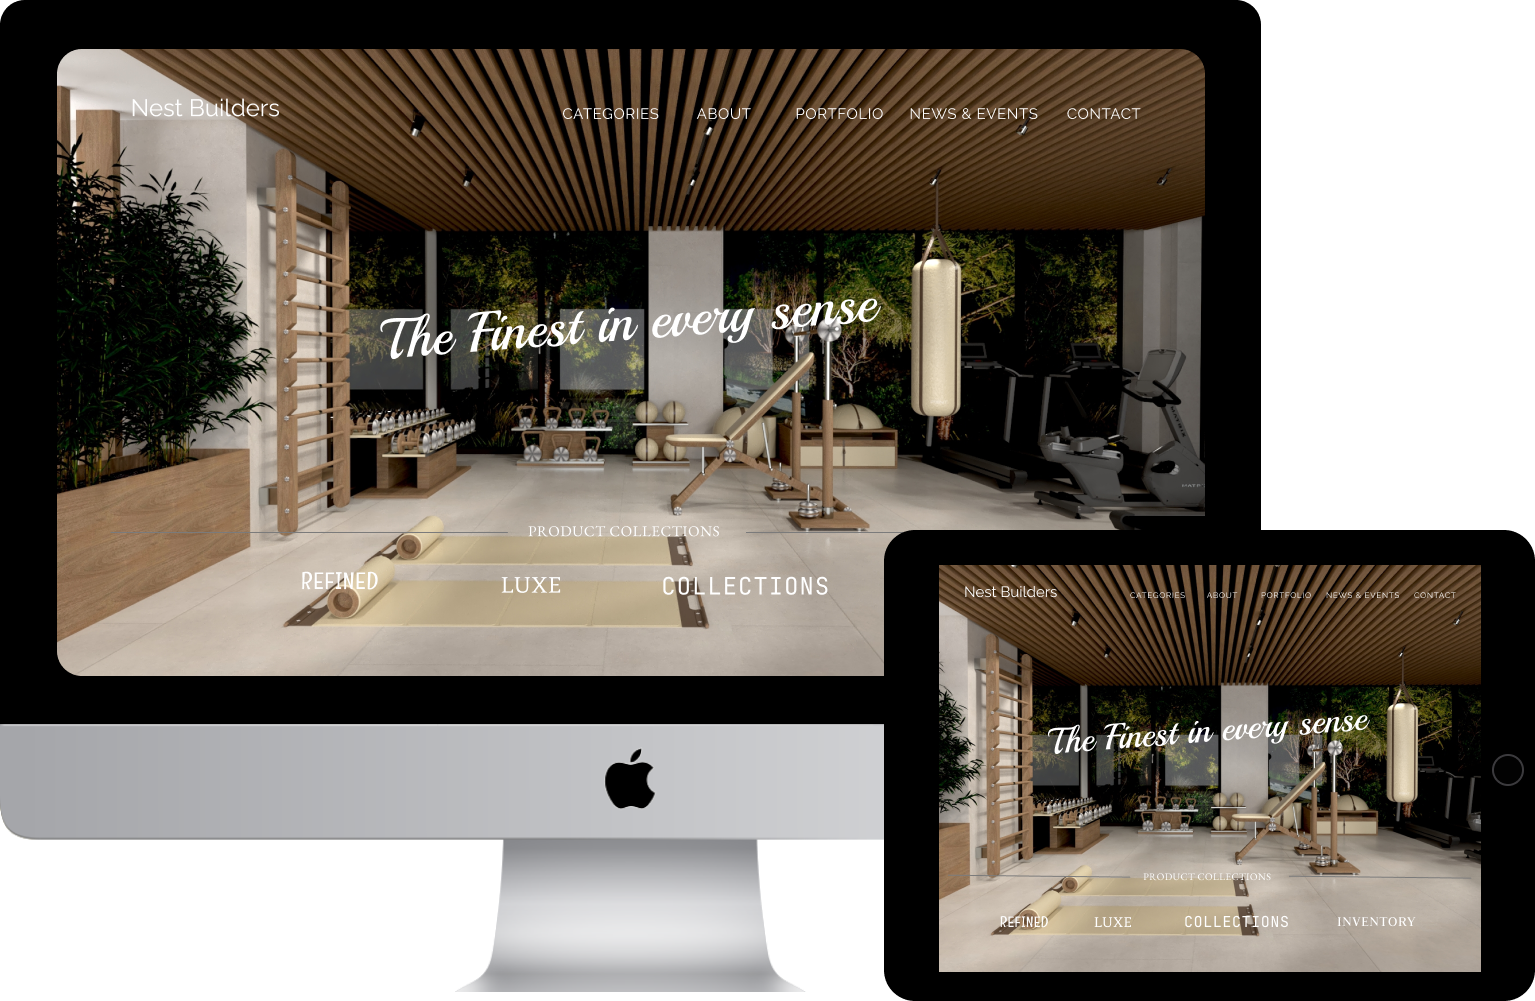 Nest Builders
CATEGORIES ABOUT PORTFOLIO NEWS & EVENTS CONTACT
The Finest in every sense
PRODUCT COLLECTIONS
REFINED LUXE COLLECTIONS
Nest Builders
CATEGORIES ABOUT PORTFOLIO NEWS & EVENTS CONTACT
The Finest in every sense
PRODUCT COLLECTIONS
REFINED LUXE COLLECTIONS INVENTORY